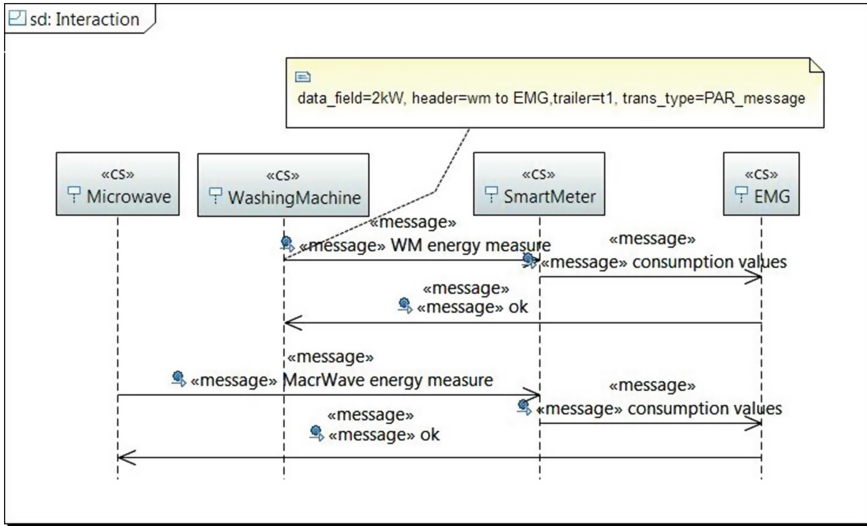 sd: Interaction
data_field=2kW, header=wm to EMG,trailer=t1, trans_type=PAR_message
«cs»
Microwave
«cs»
WashingMachine
«cs»
SmartMeter
«cs»
EMG
«message»
«message» WM energy measure
«message»
«message» consumption values
«message»
«message» ok
«message»
«message» MacrWave energy measure
«message»
«message» consumption values
«message»
«message» ok